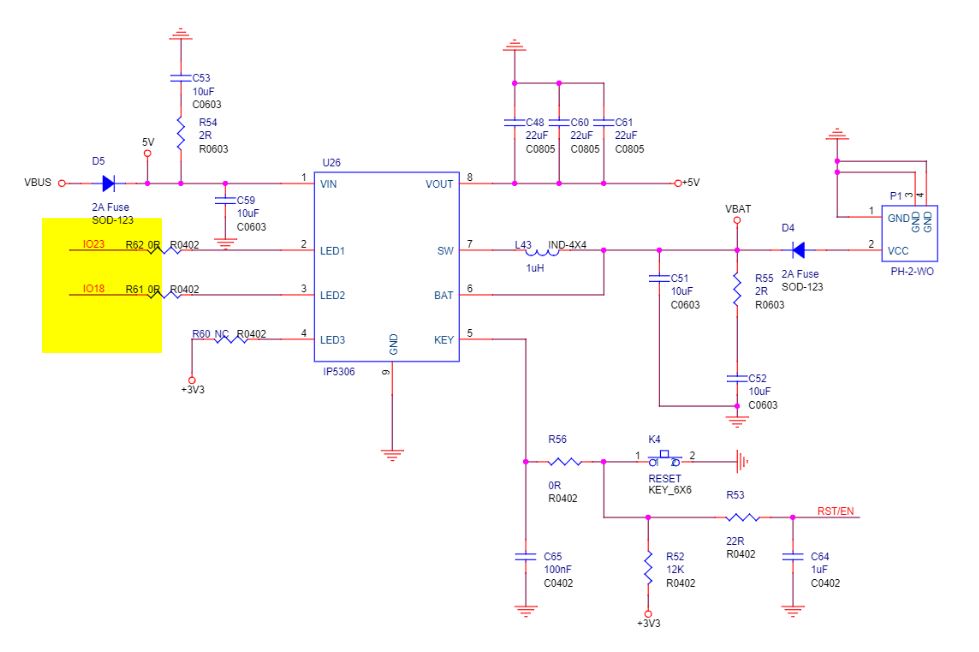 C53
10uF
C0603
R54
2R
R0603
5V
D5
VBUS
2A Fuse
SOD-123
C59
10uF
C0603
IO23
R62 0R R0402
IO18
R61 0R R0402
R60 NC R0402
+3V3
U26
1 VIN
2 LED1
3 LED2
4 LED3
VOUT 8
SW 7
BAT 6
KEY 5
GND
9
IP5306
C48
22uF
C0805
C60
22uF
C0805
C61
22uF
C0805
+5V
L43 IND-4X4
1uH
VBAT
C51
10uF
C0603
R55
2R
R0603
C52
10uF
C0603
D4
2A Fuse
SOD-123
P1
1 GND
GND 3
GND 4
2 VCC
PH-2-WO
R56
0R
R0402
K4
1 2
RESET
KEY_6X6
R53
22R
R0402
RST/EN
C65
100nF
C0402
R52
12K
R0402
+3V3
C64
1uF
C0402